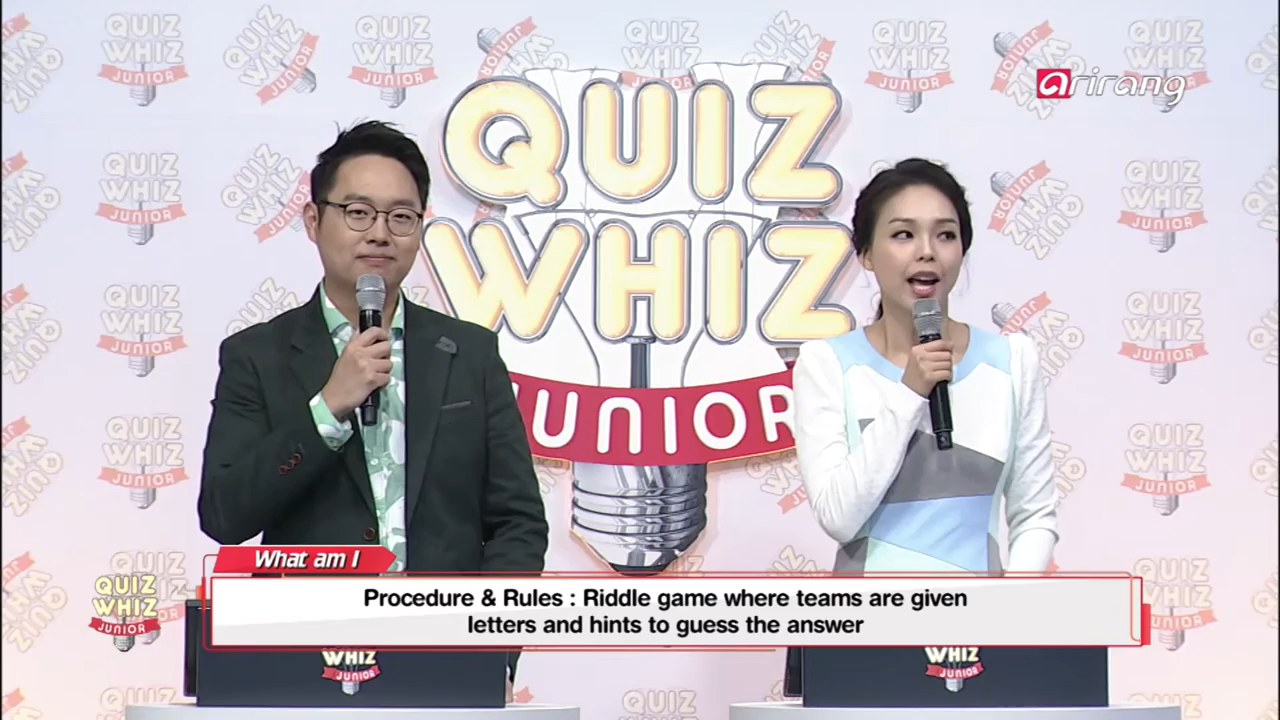 arirang
QUIZ
WHIZ
JUNIOR
What am I
Procedure & Rules : Riddle game where teams are given
letters and hints to guess the answer
QUIZ
WHIZ
JUNIOR
WHIZ
JUNIOR
WHIZ
JUNIOR